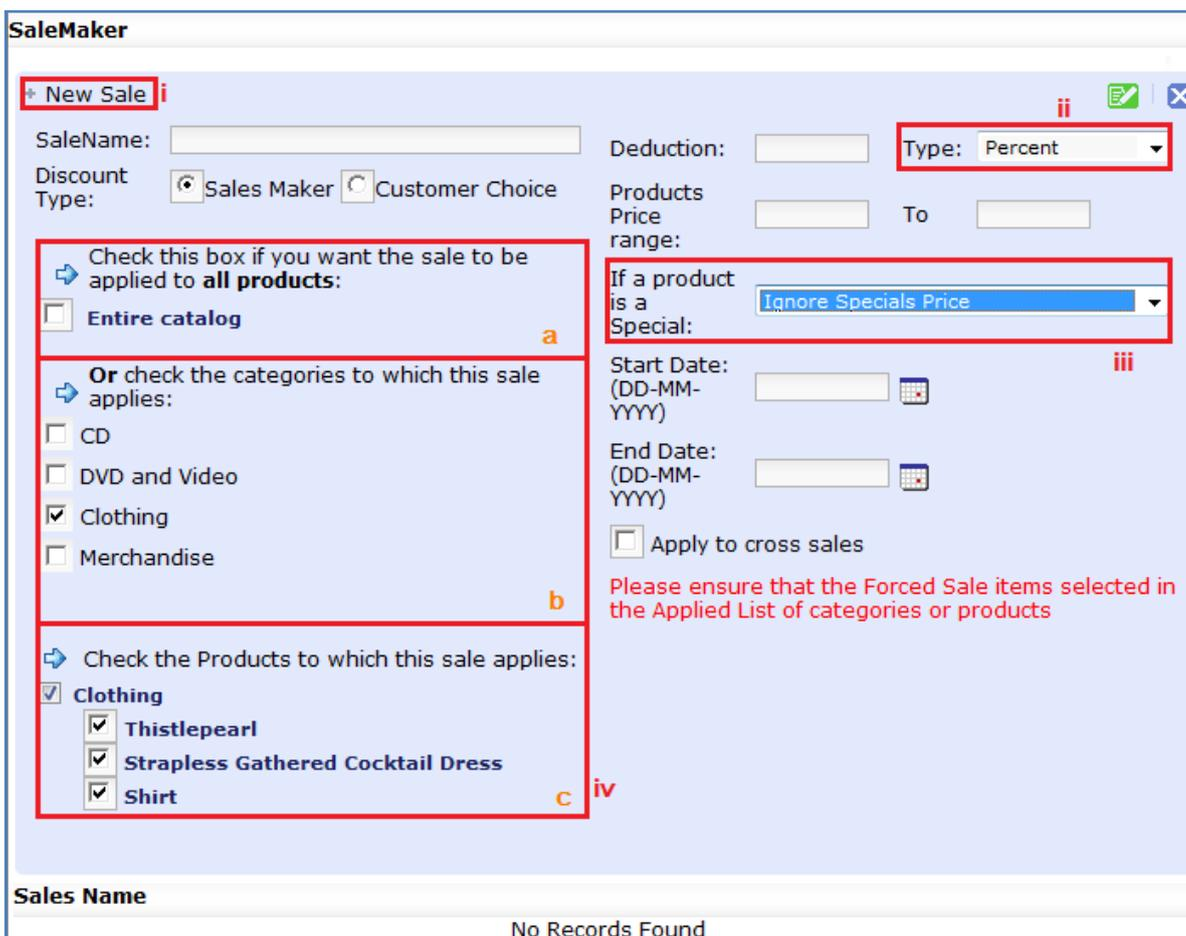 SaleMaker
+ New Sale i
SaleName:
Discount
Type:
Sales Maker Customer Choice
Check this box if you want the sale to be
applied to all products:
Entire catalog
a
Or check the categories to which this sale
applies:
CD
DVD and Video
Clothing
Merchandise
b
Check the Products to which this sale applies:
Clothing
Thistlepearl
Strapless Gathered Cocktail Dress
Shirt
c
iv
ii
Deduction: Type: Percent
Products
Price
range:
To
If a product
is a
Special:
Ignore Specials Price
iii
Start Date:
(DD-MM-
YYYY)
End Date:
(DD-MM-
YYYY)
Apply to cross sales
Please ensure that the Forced Sale items selected in
the Applied List of categories or products
Sales Name
No Records Found